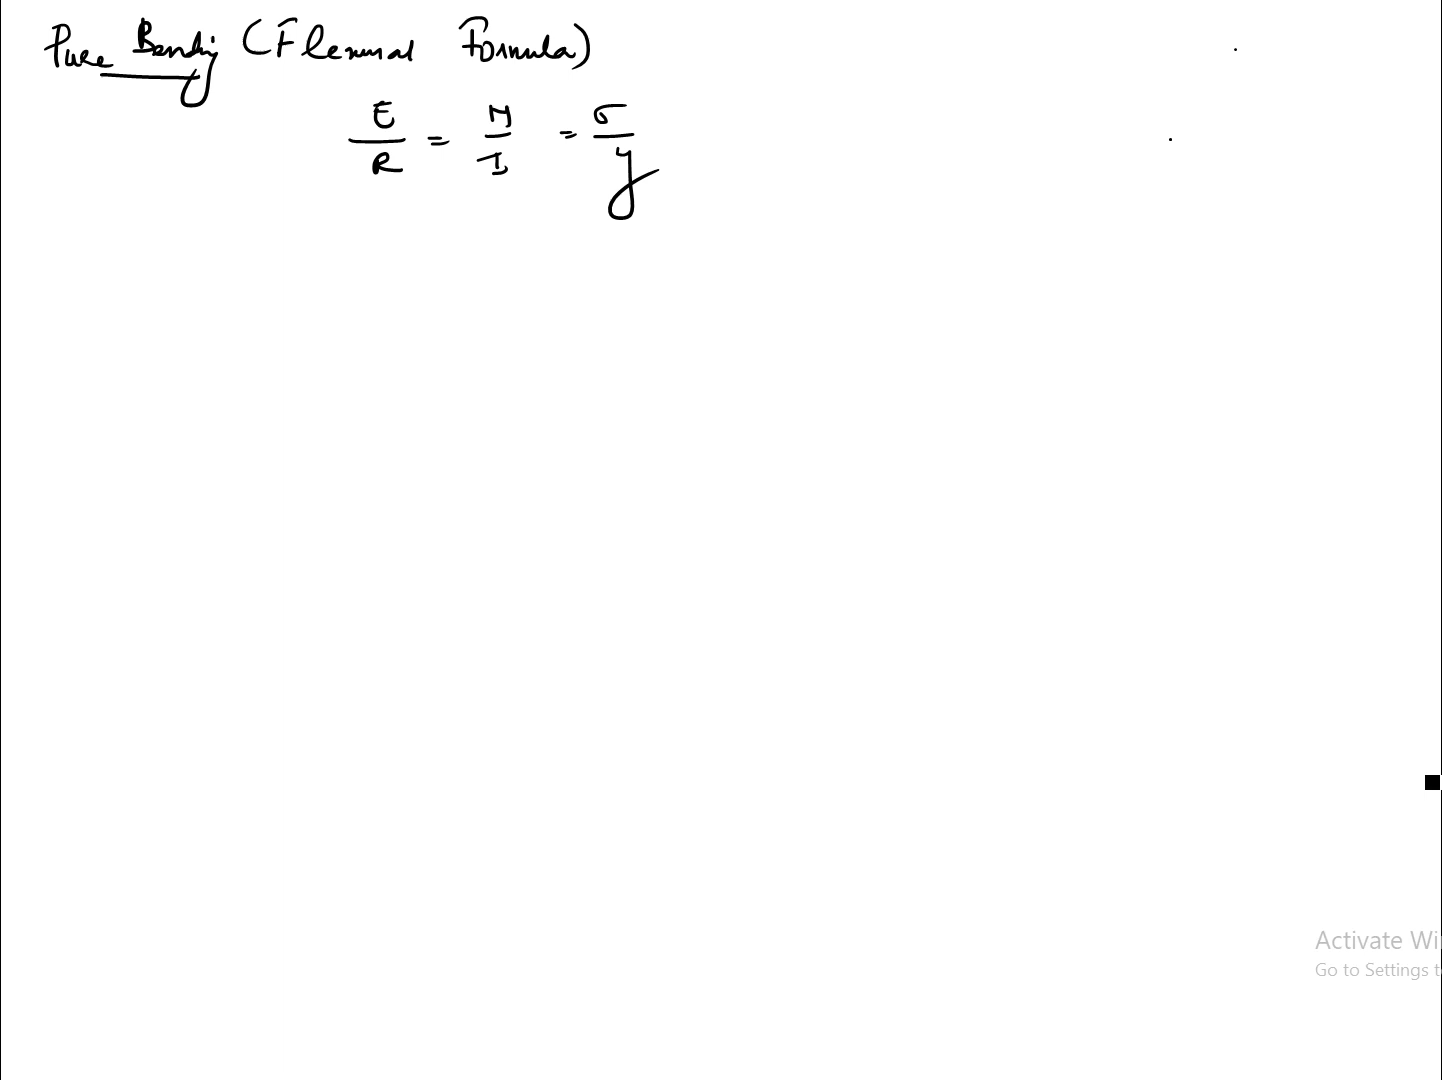 Pure Bending (Flexural Formula)
E/R = M/I = σ/y
Activate Wi
Go to Settings t